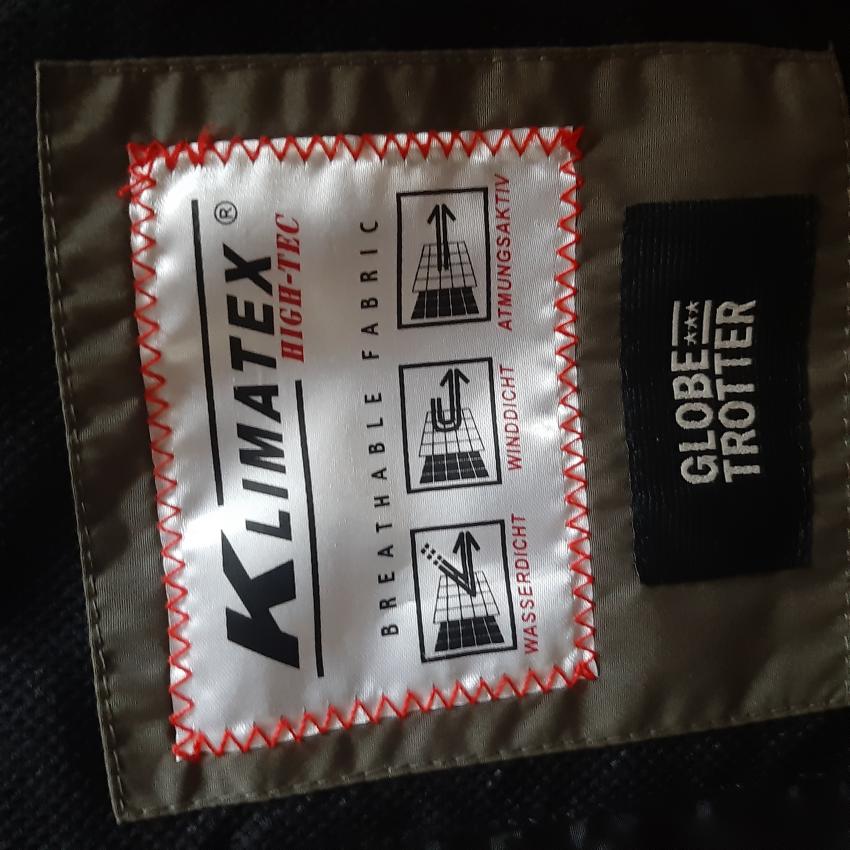 KLIMATEX®
HIGH-TEC
BREATHABLE FABRIC
WASSERDICHT WINDDICHT ATMUNGSAKTIV
GLOBE
TROTTER